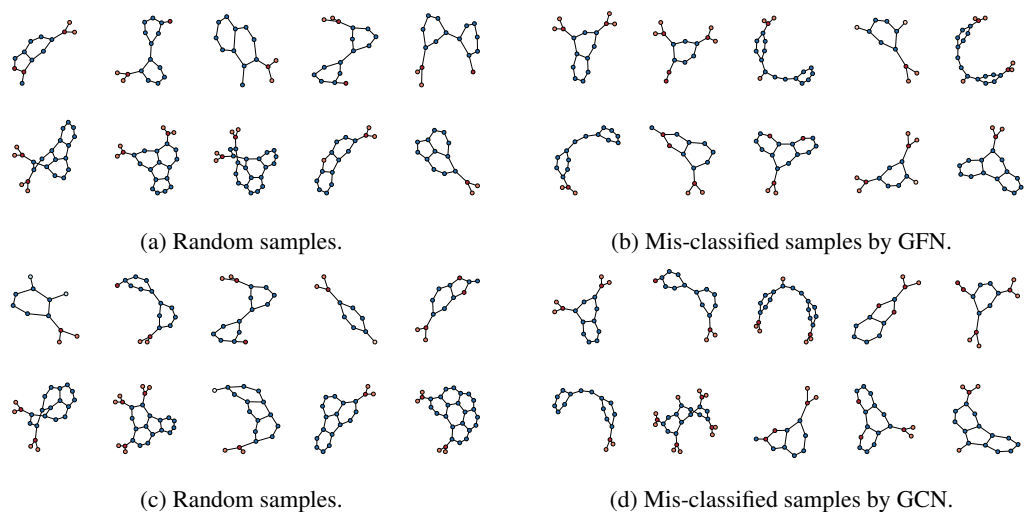 (a) Random samples.
(b) Mis-classified samples by GFN.
(c) Random samples.
(d) Mis-classified samples by GCN.